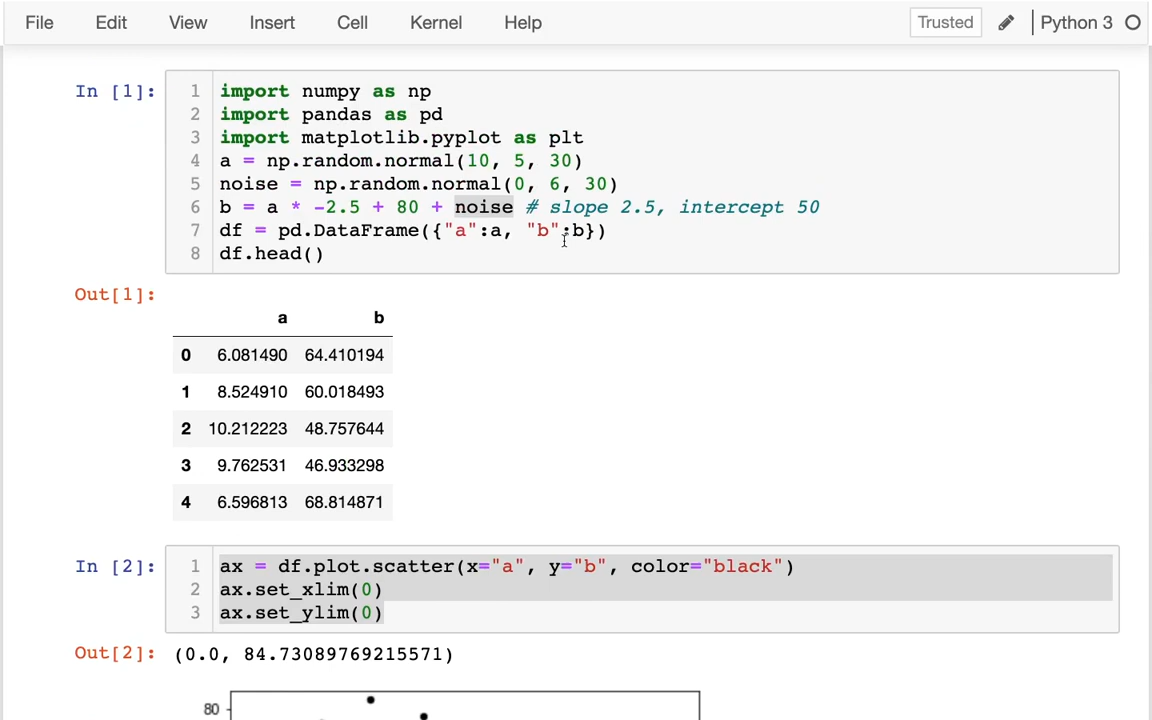 File Edit View Insert Cell Kernel Help Trusted Python 3
In [1]:
1 import numpy as np
2 import pandas as pd
3 import matplotlib.pyplot as plt
4 a = np.random.normal(10, 5, 30)
5 noise = np.random.normal(0, 6, 30)
6 b = a * -2.5 + 80 + noise # slope 2.5, intercept 50
7 df = pd.DataFrame({"a":a, "b":b})
8 df.head()
Out[1]:
a b
0 6.081490 64.410194
1 8.524910 60.018493
2 10.212223 48.757644
3 9.762531 46.933298
4 6.596813 68.814871
In [2]:
1 ax = df.plot.scatter(x="a", y="b", color="black")
2 ax.set_xlim(0)
3 ax.set_ylim(0)
Out[2]: (0.0, 84.73089769215571)
80